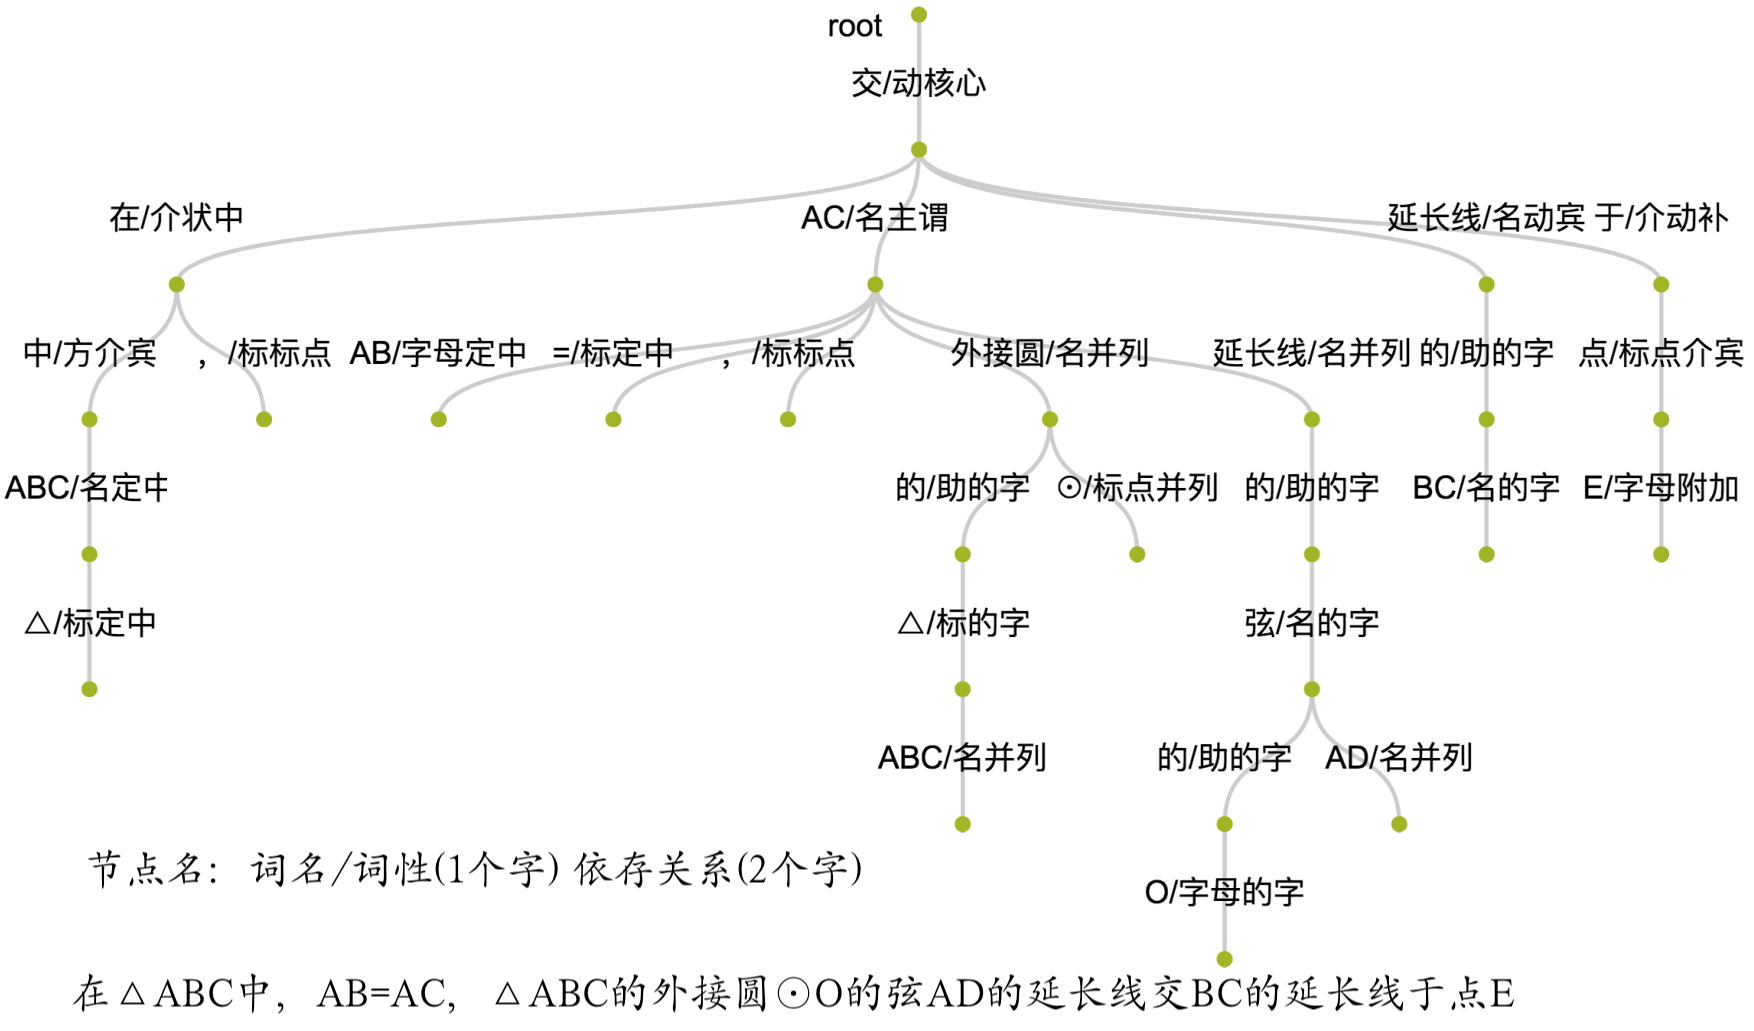 root
交/动核心
在/介状中 AC/名主谓 延长线/名动宾 于/介动补
中/方介宾 ，/标标点 AB/字母定中 =/标定中 ，/标标点 外接圆/名并列 延长线/名并列 的/助的字 点/标点介宾
ABC/名定中 的/助的字 ⊙/标点并列 的/助的字 BC/名的字 E/字母附加
△/标定中 △/标的字 弦/名的字
ABC/名并列 的/助的字 AD/名并列
节点名：词名/词性(1个字) 依存关系(2个字)
O/字母的字
在△ABC中，AB=AC，△ABC的外接圆⊙O的弦AD的延长线交BC的延长线于点E